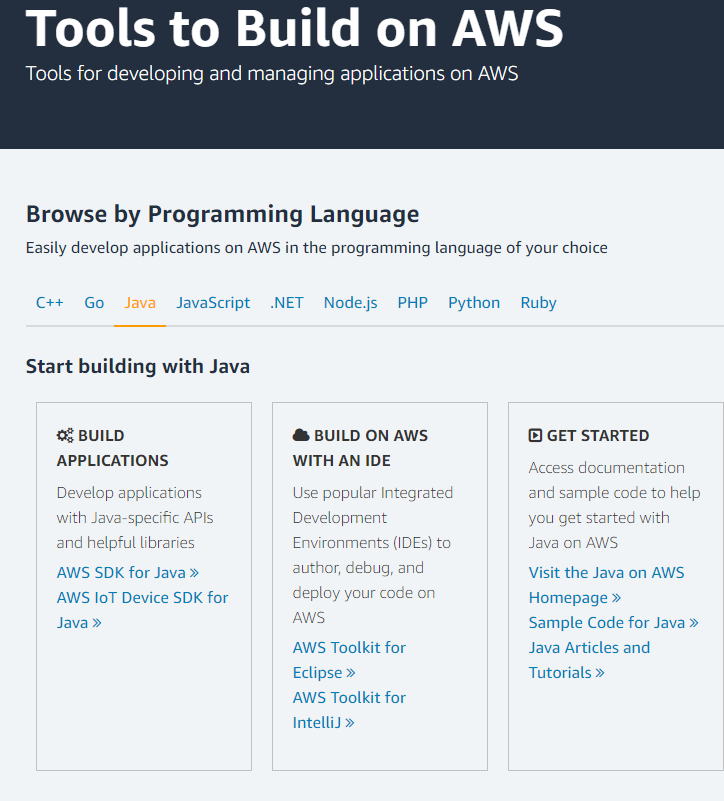 Tools to Build on AWS
Tools for developing and managing applications on AWS
Browse by Programming Language
Easily develop applications on AWS in the programming language of your choice
C++ Go Java JavaScript .NET Node.js PHP Python Ruby
Start building with Java
BUILD
APPLICATIONS
Develop applications
with Java-specific APIs
and helpful libraries
AWS SDK for Java »
AWS IoT Device SDK for
Java »
BUILD ON AWS
WITH AN IDE
Use popular Integrated
Development
Environments (IDEs) to
author, debug, and
deploy your code on
AWS
AWS Toolkit for
Eclipse »
AWS Toolkit for
IntelliJ »
GET STARTED
Access documentation
and sample code to help
you get started with
Java on AWS
Visit the Java on AWS
Homepage »
Sample Code for Java »
Java Articles and
Tutorials »